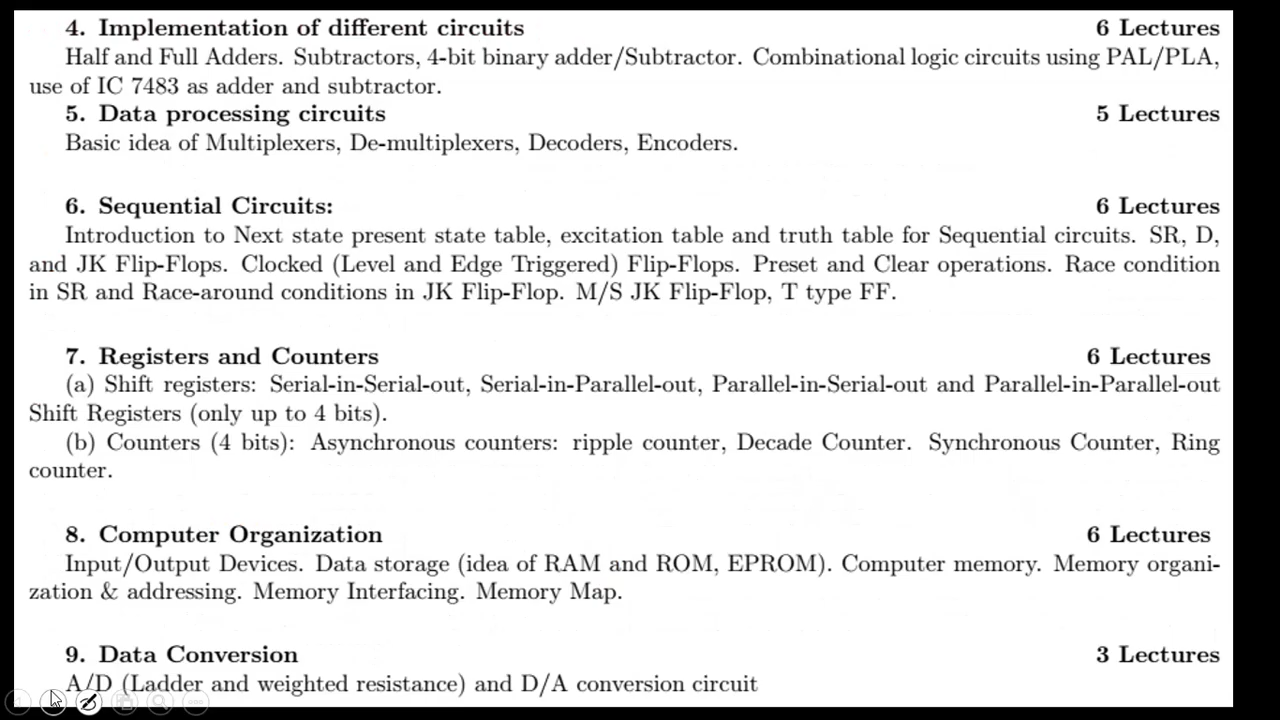 4. Implementation of different circuits 6 Lectures
Half and Full Adders. Subtractors, 4-bit binary adder/Subtractor. Combinational logic circuits using PAL/PLA,
use of IC 7483 as adder and subtractor.
5. Data processing circuits 5 Lectures
Basic idea of Multiplexers, De-multiplexers, Decoders, Encoders.
6. Sequential Circuits: 6 Lectures
Introduction to Next state present state table, excitation table and truth table for Sequential circuits. SR, D,
and JK Flip-Flops. Clocked (Level and Edge Triggered) Flip-Flops. Preset and Clear operations. Race condition
in SR and Race-around conditions in JK Flip-Flop. M/S JK Flip-Flop, T type FF.
7. Registers and Counters 6 Lectures
(a) Shift registers: Serial-in-Serial-out, Serial-in-Parallel-out, Parallel-in-Serial-out and Parallel-in-Parallel-out
Shift Registers (only up to 4 bits).
(b) Counters (4 bits): Asynchronous counters: ripple counter, Decade Counter. Synchronous Counter, Ring
counter.
8. Computer Organization 6 Lectures
Input/Output Devices. Data storage (idea of RAM and ROM, EPROM). Computer memory. Memory organi-
zation & addressing. Memory Interfacing. Memory Map.
9. Data Conversion 3 Lectures
A/D (Ladder and weighted resistance) and D/A conversion circuit